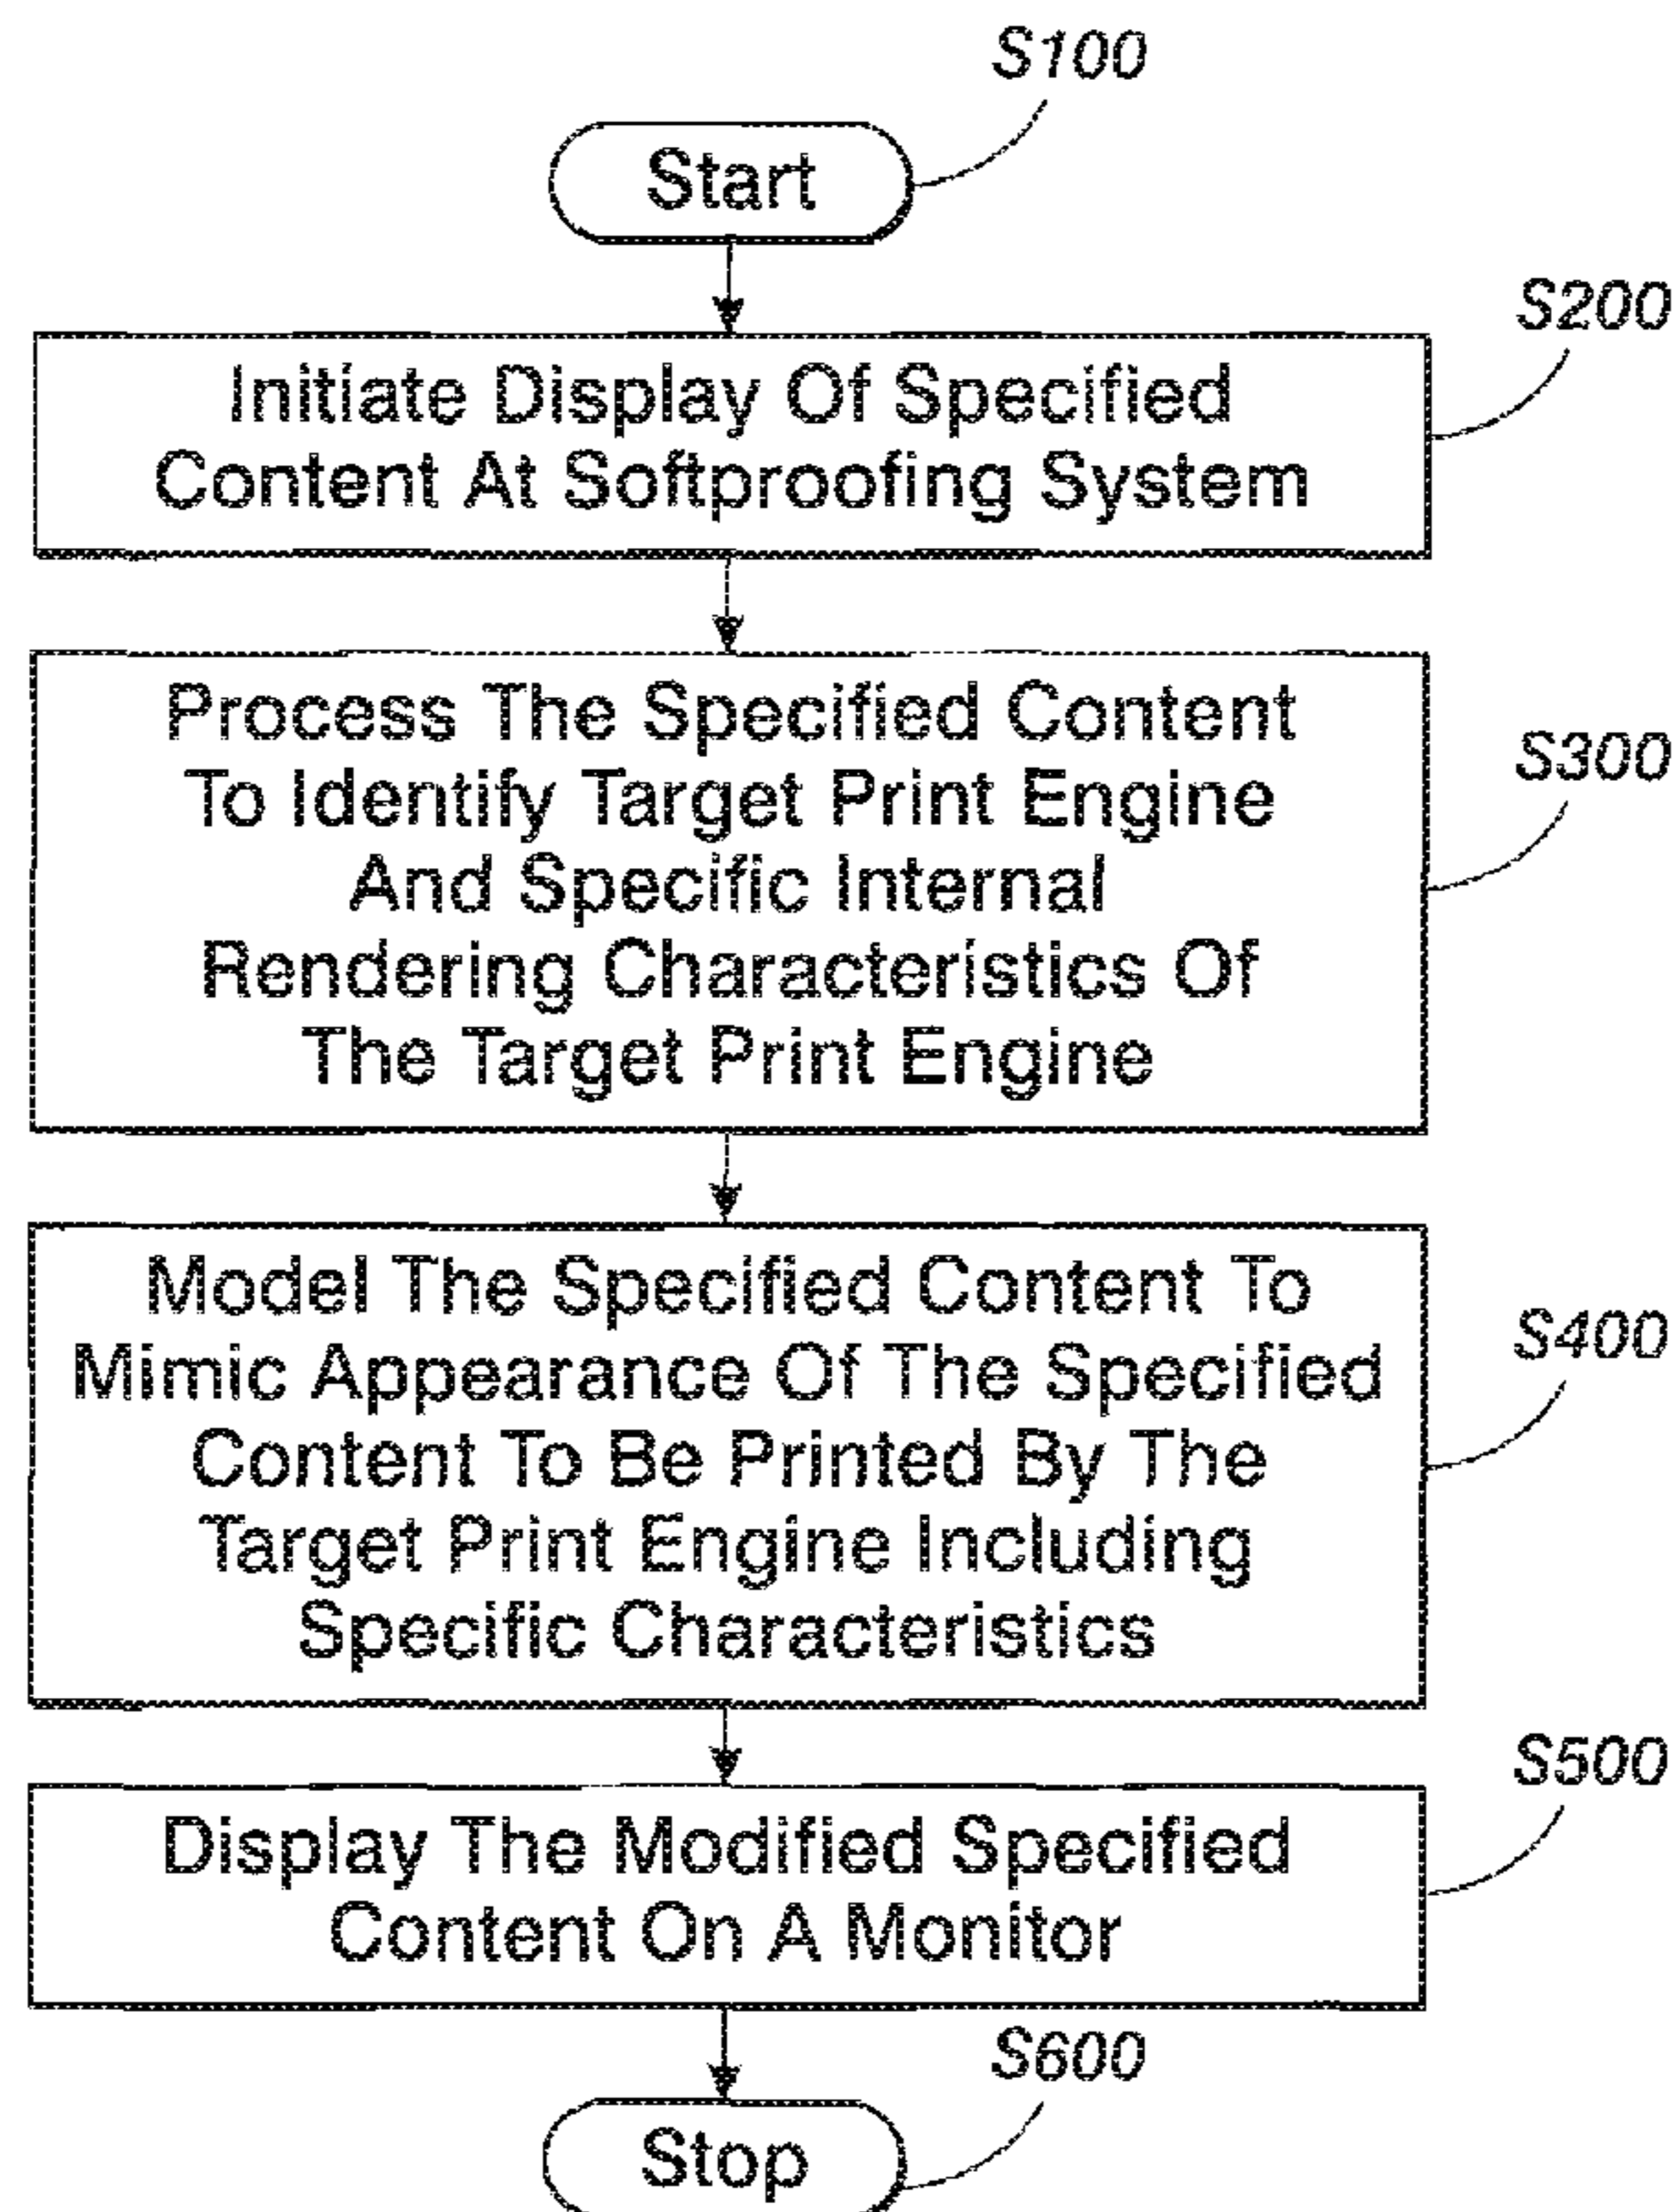 S100
Start
S200
Initiate Display Of Specified
Content At Softproofing System
Process The Specified Content
To Identify Target Print Engine
And Specific Internal
Rendering Characteristics Of
The Target Print Engine
S300
Model The Specified Content To
Mimic Appearance Of The Specified
Content To Be Printed By The
Target Print Engine Including
Specific Characteristics
S400
S500
Display The Modified Specified
Content On A Monitor
S600
Stop